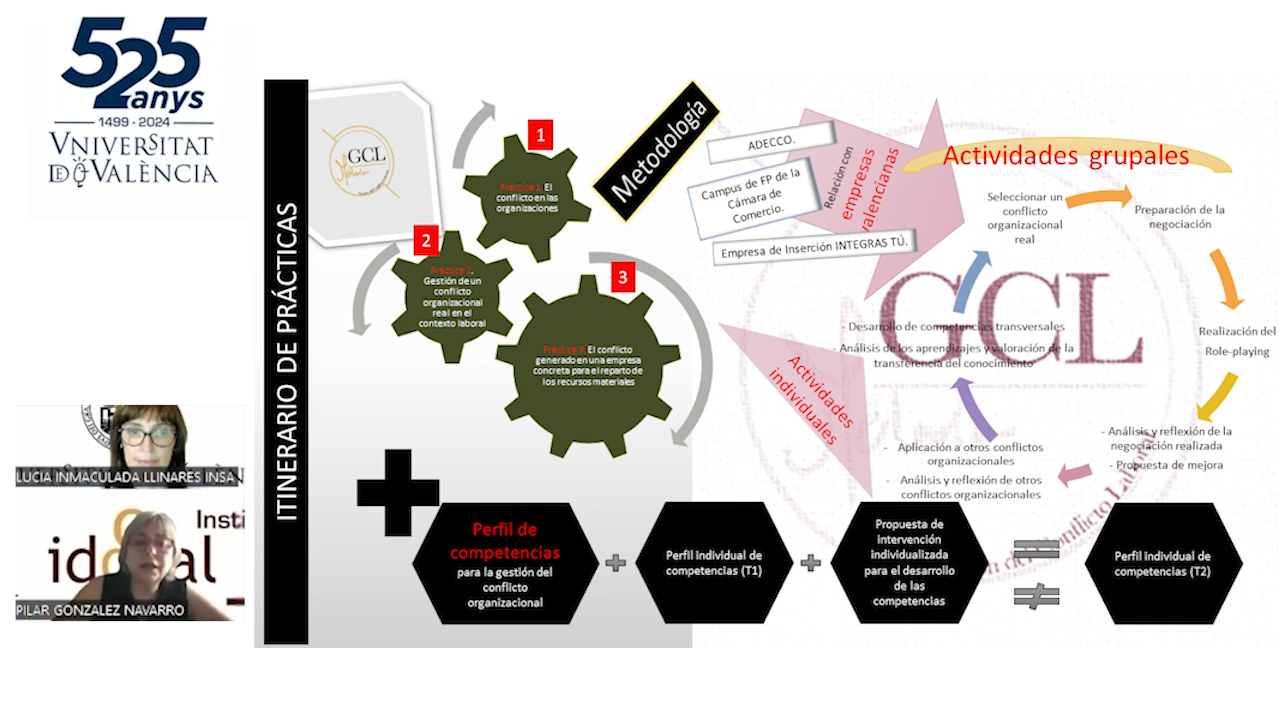 525
anys
1499 - 2024
VNIVERSITAT
DE VALÈNCIA
LUCIA INMACULADA LLINARES INSA
Insti
PILAR GONZALEZ NAVARRO
ITINERARIO DE PRÁCTICAS
GCL
1
Práctica 1. El
conflicto en las
organizaciones
2
Práctica 2.
Gestión de un
conflicto
organizacional
real en el
contexto laboral
3
Práctica 3. El conflicto
generado en una empresa
concreta para el reparto de
los recursos materiales
Metodología
ADECCO.
Campus de FP de la
Cámara de
Comercio.
Empresa de Inserción INTEGRAS TÚ.
Relación con
empresas
valencianas
Actividades grupales
Seleccionar un
conflicto
organizacional
real
Preparación de la
negociación
Realización del
Role-playing
- Análisis y reflexión de la
negociación realizada
- Propuesta de mejora
- Aplicación a otros conflictos
organizacionales
- Análisis y reflexión de otros
conflictos organizacionales
- Desarrollo de competencias transversales
- Análisis de los aprendizajes y valoración de la
transferencia del conocimiento
GCL
Actividades
individuales
Perfil de
competencias
para la gestión del
conflicto
organizacional
+
Perfil individual de
competencias (T1)
+
Propuesta de
intervención
individualizada
para el desarrollo
de las
competencias
=
≠
Perfil individual de
competencias (T2)